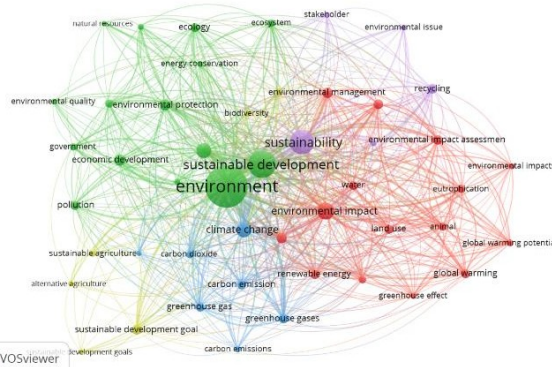 stakeholder
natural resources
ecology
ecosystem
environmental issue
energy conservation
environmental management
recycling
environmental quality
environmental protection
biodiversity
government
sustainability
environmental impact assessmen
economic development
sustainable development
environmental impacts
environment
water
eutrophication
pollution
environmental impact
climate change
land use
animal
global warming potentia
sustainable agriculture
carbon dioxide
renewable energy
global warming
alternative agriculture
carbon emission
greenhouse effect
greenhouse gas
greenhouse gases
sustainable development goal
carbon emissions
development goals
VOSviewer